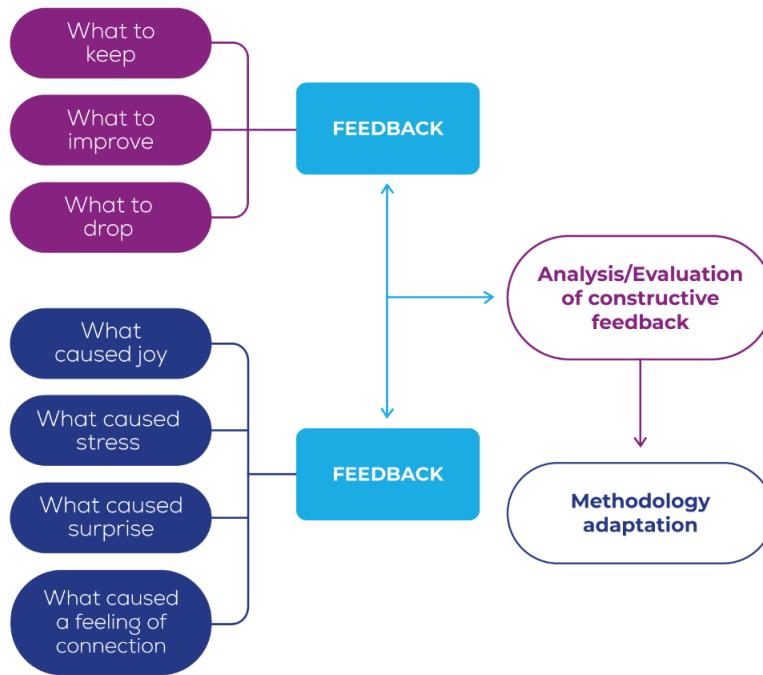 What to
keep
What to
improve
What to
drop
FEEDBACK
What
caused joy
What caused
stress
What caused
surprise
What caused
a feeling of
connection
FEEDBACK
Analysis/Evaluation
of constructive
feedback
Methodology
adaptation